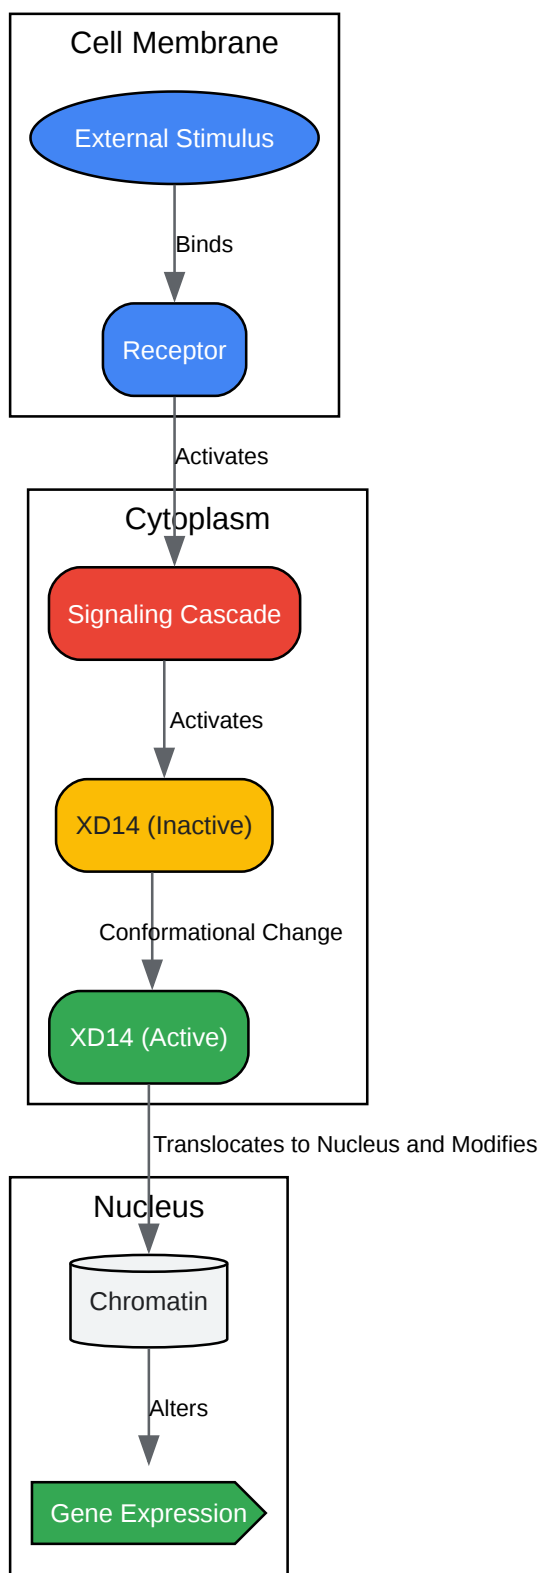 Cell Membrane
External Stimulus
Binds
Receptor
Activates
Cytoplasm
Signaling Cascade
Activates
XD14 (Inactive)
Conformational Change
XD14 (Active)
Translocates to Nucleus and Modifies
Nucleus
Chromatin
Alters
Gene Expression